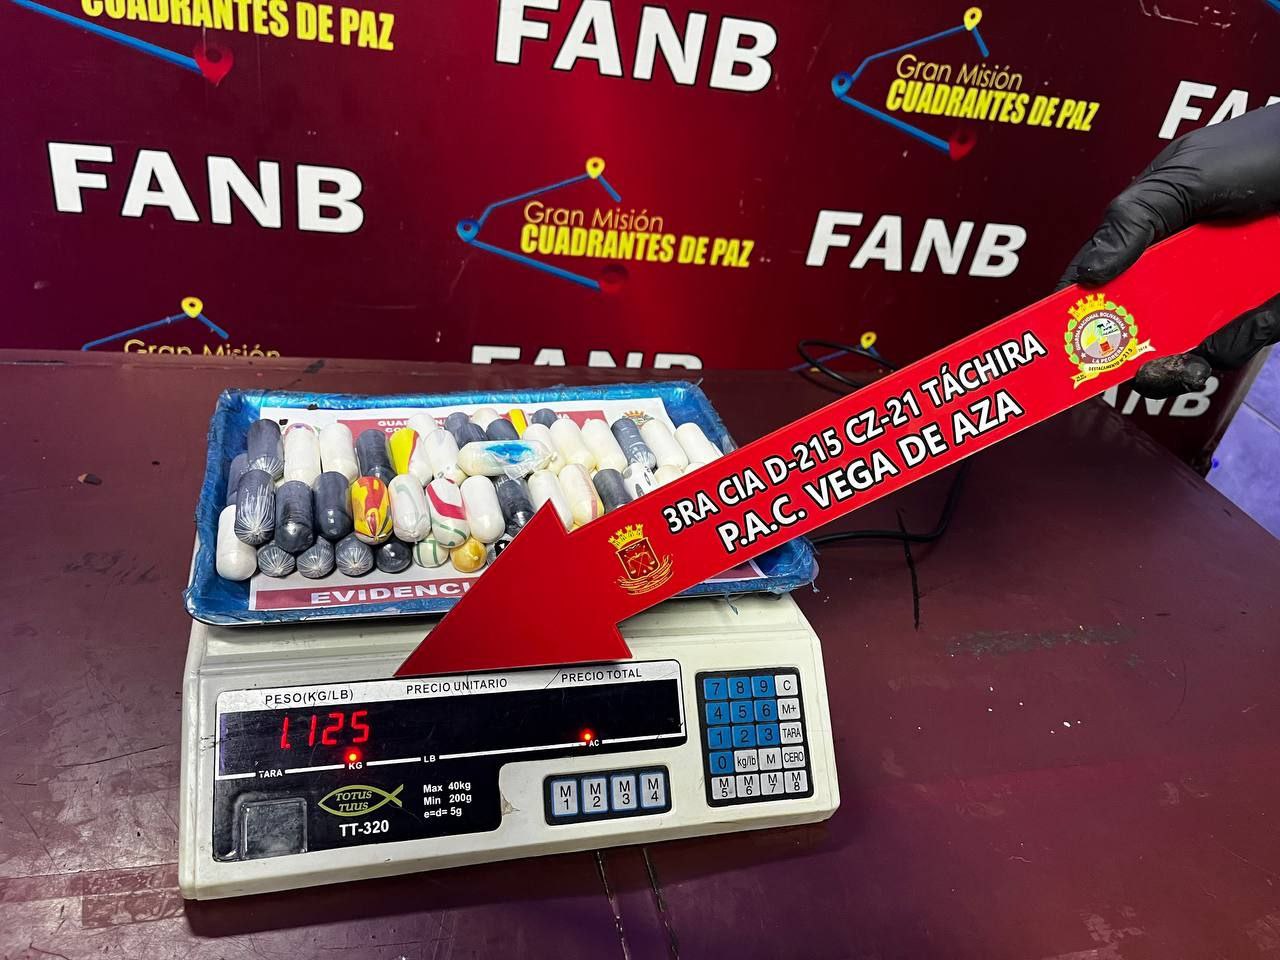 CUADRANTES DE PAZ
FANB
Gran Misión
CUADRANTES DE PAZ
FANB
FANB
Gran Misión
CUADRANTES DE PAZ
FANB
Gran Misión
FANB
3RA CIA D-215 CZ-21 TÁCHIRA
P.A.C. VEGA DE AZA
PESO(KG/LB)
PRECIO UNITARIO
PRECIO TOTAL
1.125
TARA
KG
LB
AC
TOTUS
TUUS
TT-320
Max 40kg
Min 200g
e=d= 5g
M1 M2 M3 M4
7 8 9 C
4 5 6 M+
1 2 3 TARA
0 kg/lb M CERO
M5 M6 M7 M8